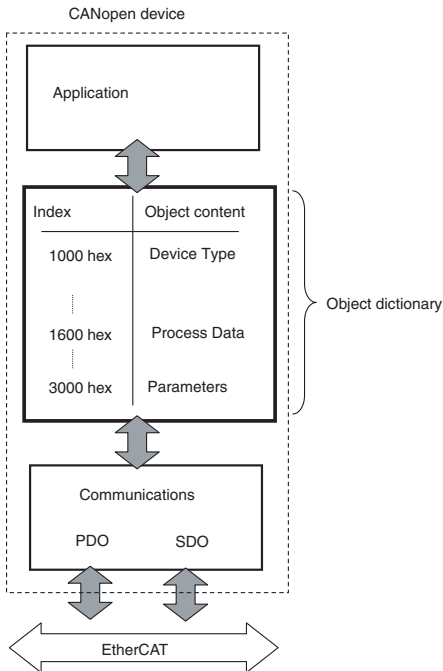 CANopen device
Application
Index Object content
1000 hex Device Type
1600 hex Process Data
3000 hex Parameters
Object dictionary
Communications
PDO SDO
EtherCAT